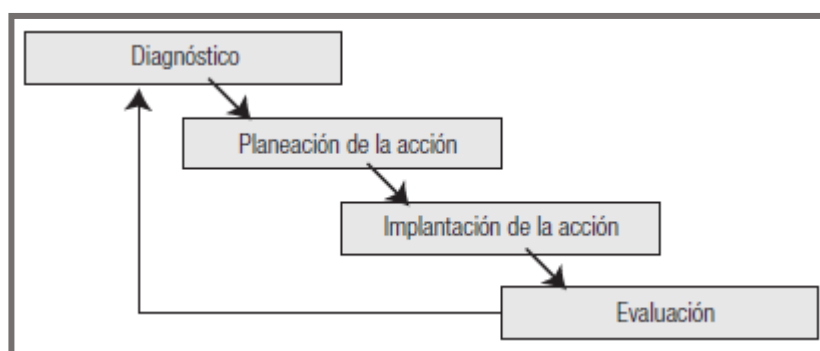 Diagnóstico
Planeación de la acción
Implantación de la acción
Evaluación